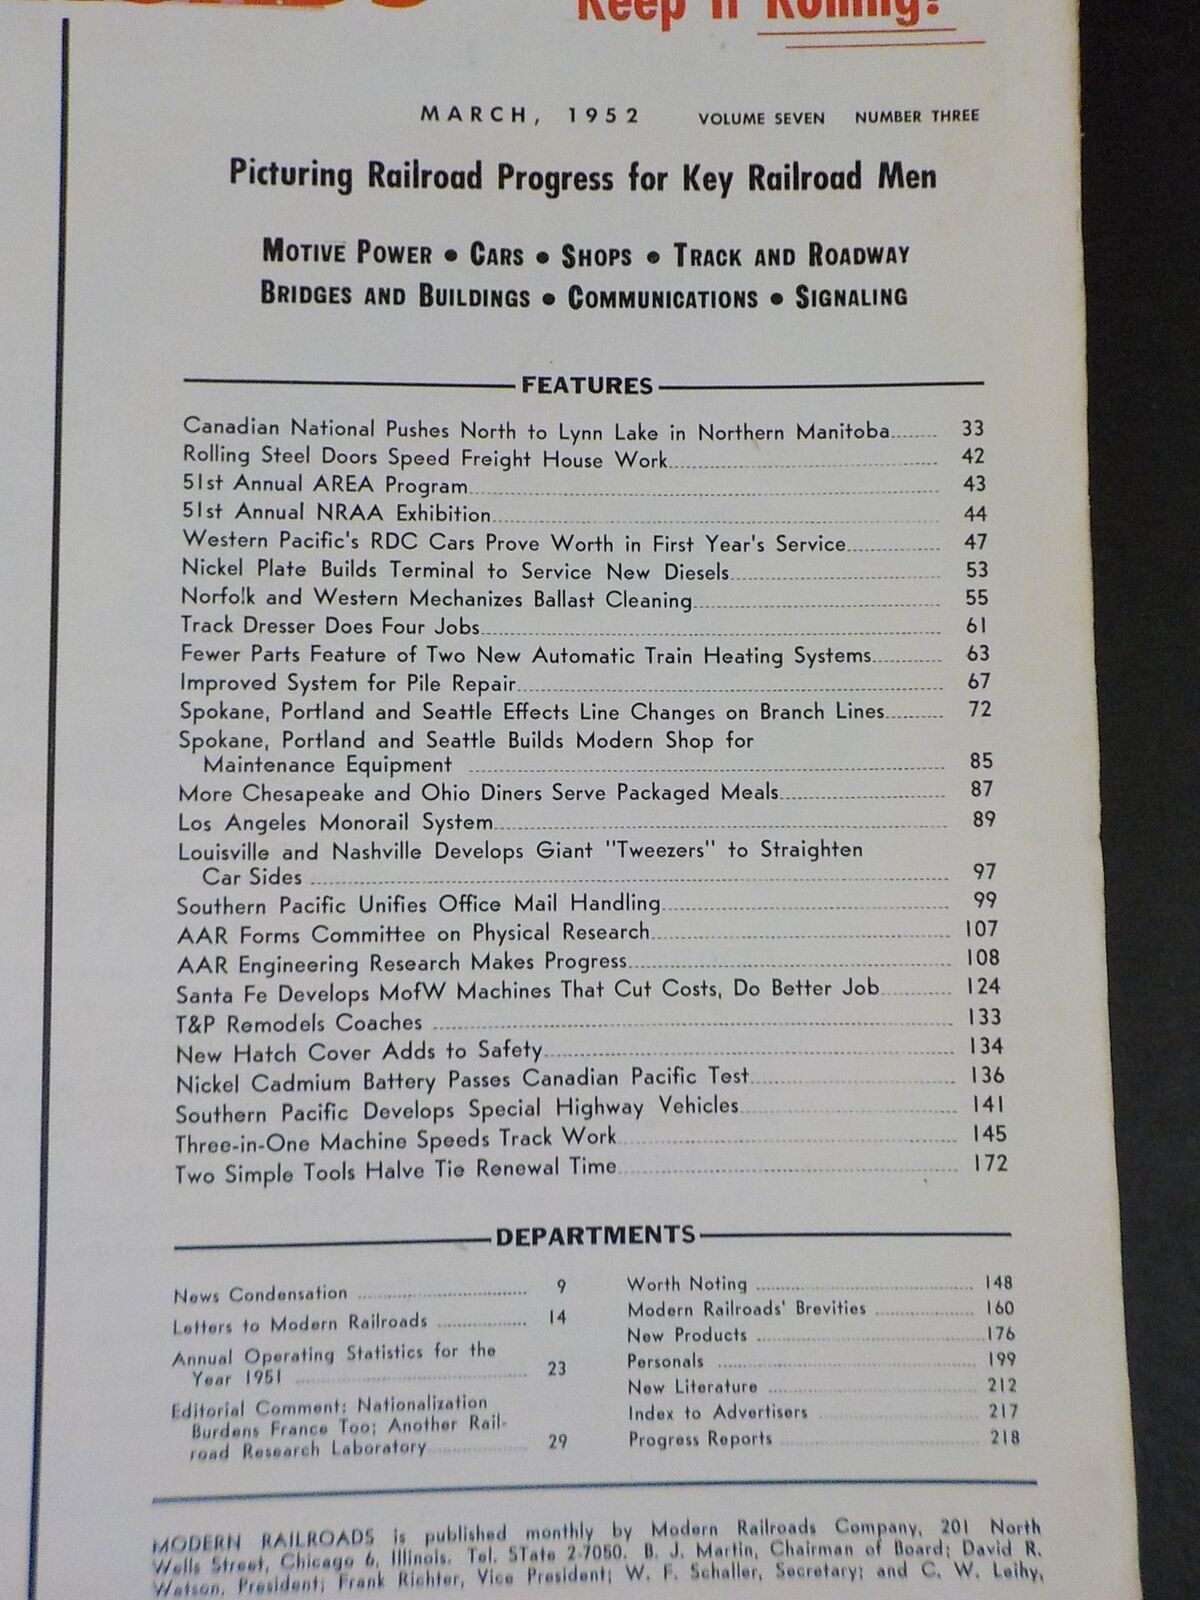 Keep 'n Rolling!
MARCH, 1952 VOLUME SEVEN NUMBER THREE
Picturing Railroad Progress for Key Railroad Men
MOTIVE POWER • CARS • SHOPS • TRACK AND ROADWAY
BRIDGES AND BUILDINGS • COMMUNICATIONS • SIGNALING
FEATURES
Canadian National Pushes North to Lynn Lake in Northern Manitoba........ 33
Rolling Steel Doors Speed Freight House Work........ 42
51st Annual AREA Program........ 43
51st Annual NRAA Exhibition........ 44
Western Pacific's RDC Cars Prove Worth in First Year's Service........ 47
Nickel Plate Builds Terminal to Service New Diesels........ 53
Norfolk and Western Mechanizes Ballast Cleaning........ 55
Track Dresser Does Four Jobs........ 61
Fewer Parts Feature of Two New Automatic Train Heating Systems........ 63
Improved System for Pile Repair........ 67
Spokane, Portland and Seattle Effects Line Changes on Branch Lines........ 72
Spokane, Portland and Seattle Builds Modern Shop for
Maintenance Equipment ........ 85
More Chesapeake and Ohio Diners Serve Packaged Meals........ 87
Los Angeles Monorail System........ 89
Louisville and Nashville Develops Giant "Tweezers" to Straighten
Car Sides ........ 97
Southern Pacific Unifies Office Mail Handling........ 99
AAR Forms Committee on Physical Research........ 107
AAR Engineering Research Makes Progress........ 108
Santa Fe Develops MofW Machines That Cut Costs, Do Better Job........ 124
T&P Remodels Coaches ........ 133
New Hatch Cover Adds to Safety........ 134
Nickel Cadmium Battery Passes Canadian Pacific Test........ 136
Southern Pacific Develops Special Highway Vehicles........ 141
Three-in-One Machine Speeds Track Work........ 145
Two Simple Tools Halve Tie Renewal Time........ 172
DEPARTMENTS
News Condensation ........ 9
Letters to Modern Railroads ........ 14
Annual Operating Statistics for the
Year 1951 ........ 23
Editorial Comment: Nationalization
Burdens France Too; Another Rail-
road Research Laboratory........ 29
Worth Noting ........ 148
Modern Railroads' Brevities ........ 160
New Products ........ 176
Personals ........ 199
New Literature ........ 212
Index to Advertisers ........ 217
Progress Reports ........ 218
MODERN RAILROADS is published monthly by Modern Railroads Company, 201 North
Wells Street, Chicago 6, Illinois. Tel. STate 2-7050. B. J. Martin, Chairman of Board; David R.
Watson, President; Frank Richter, Vice President; W. F. Schaller, Secretary; and C. W. Leihy,